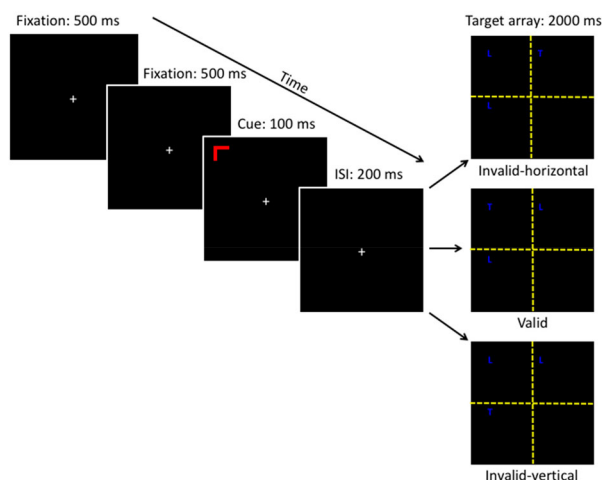 Fixation: 500 ms
Target array: 2000 ms
Fixation: 500 ms
Time
Cue: 100 ms
ISI: 200 ms
L T
L
Invalid-horizontal
T L
L
Valid
L L
T
Invalid-vertical